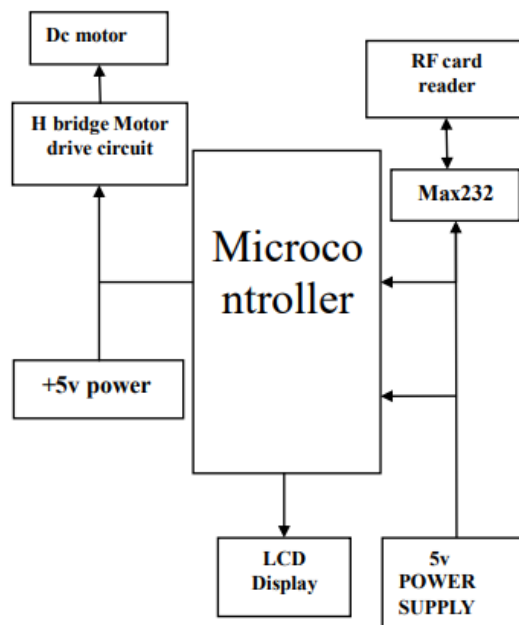 Dc motor
RF card
reader
H bridge Motor
drive circuit
Max232
Microco
ntroller
+5v power
LCD
Display
5v
POWER
SUPPLY